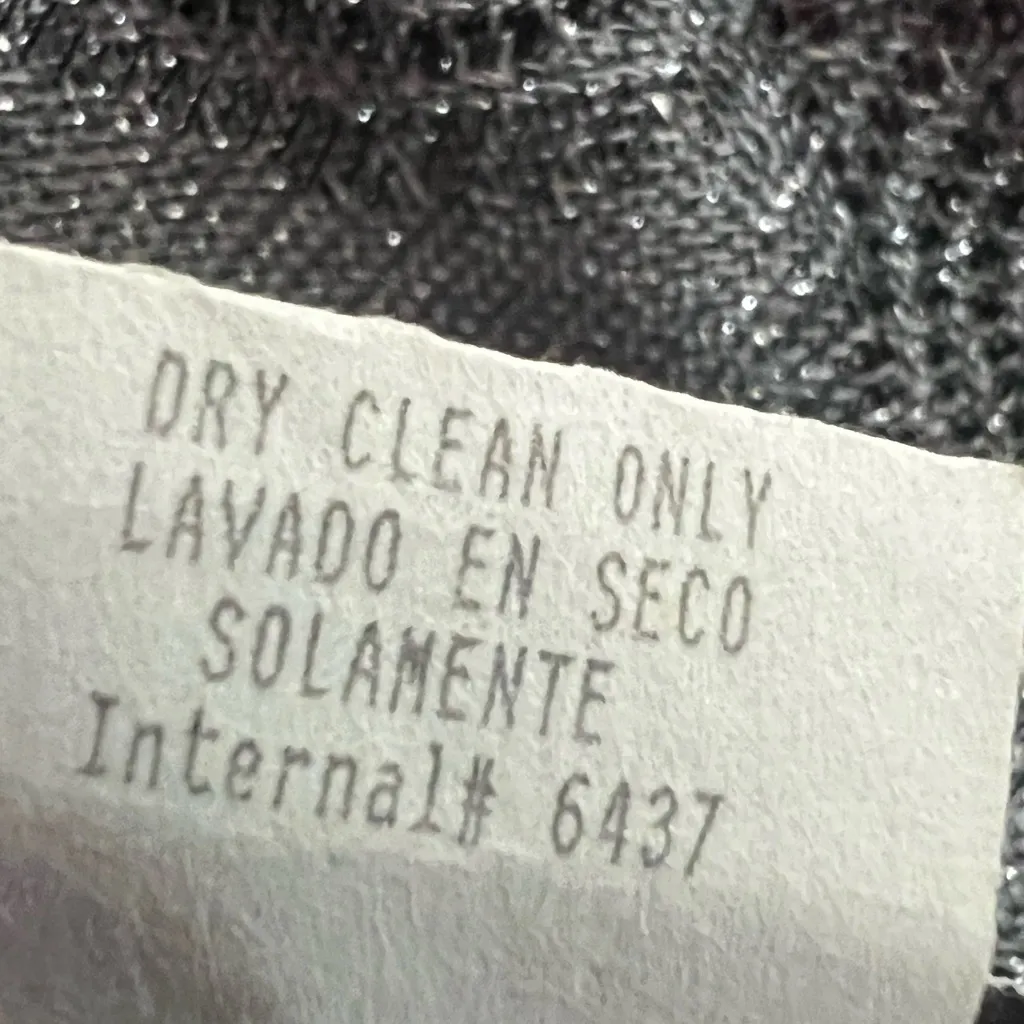 DRY CLEAN ONLY
LAVADO EN SECO
SOLAMENTE
Internal# 6437